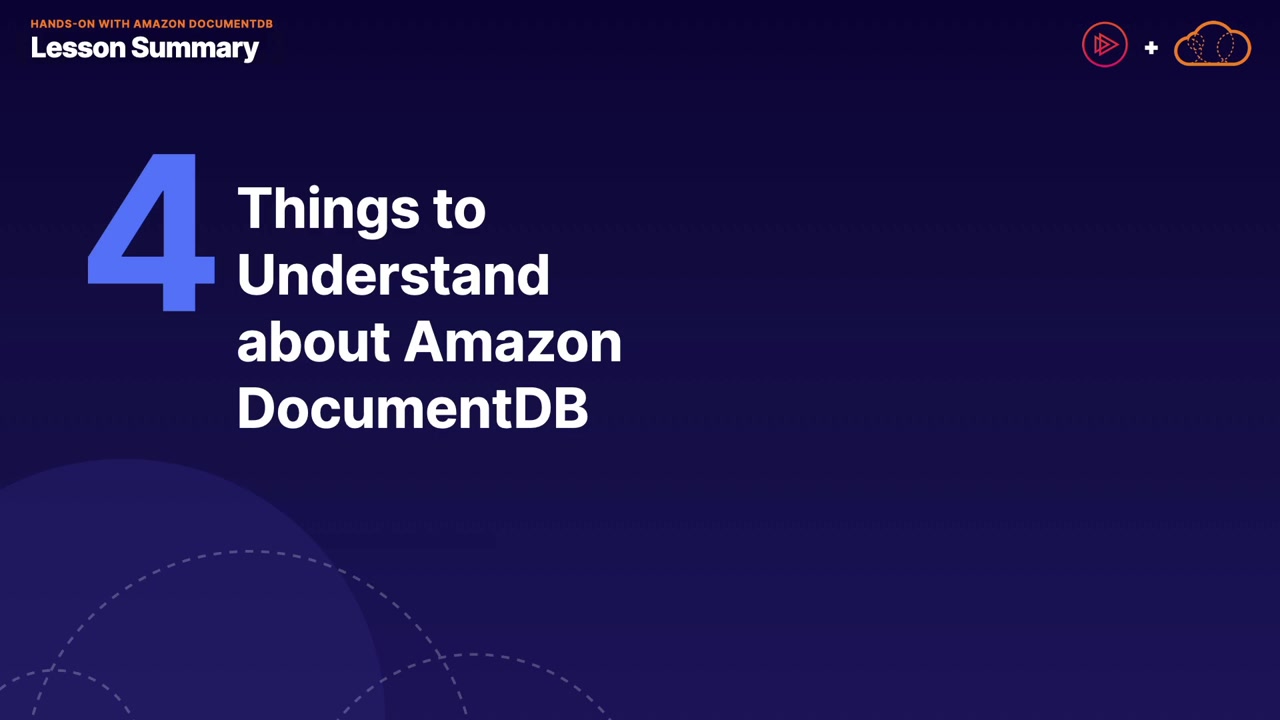 HANDS-ON WITH AMAZON DOCUMENTDB
Lesson Summary
+
4
Things to
Understand
about Amazon
DocumentDB